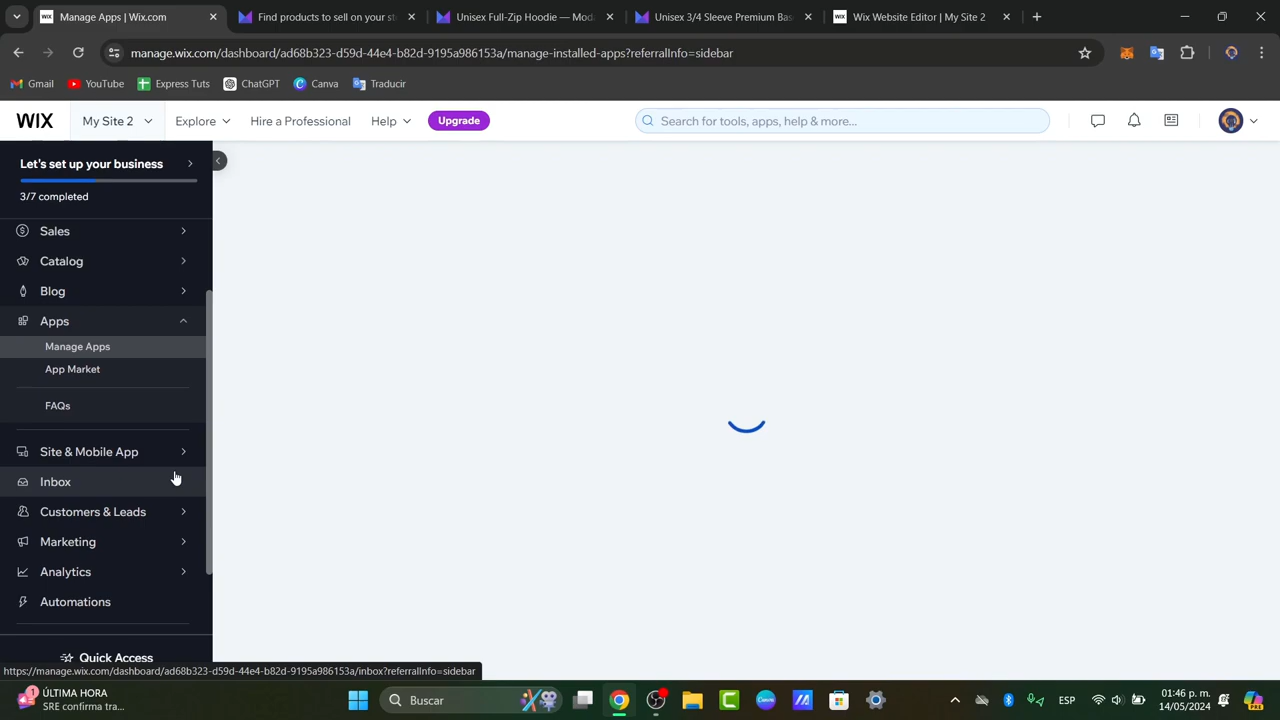 Manage Apps | Wix.com
Find products to sell on your st
Unisex Full-Zip Hoodie — Mod
Unisex 3/4 Sleeve Premium Bas
WIX Wix Website Editor | My Site 2
manage.wix.com/dashboard/ad68b323-d59d-44e4-b82d-9195a986153a/manage-installed-apps?referralInfo=sidebar
Gmail
YouTube
Express Tuts
ChatGPT
Canva
Traducir
WIX
My Site 2
Explore
Hire a Professional
Help
Upgrade
Search for tools, apps, help & more...
Let's set up your business
3/7 completed
Sales
Catalog
Blog
Apps
Manage Apps
App Market
FAQs
Site & Mobile App
Inbox
Customers & Leads
Marketing
Analytics
Automations
Quick Access
https://manage.wix.com/dashboard/ad68b323-d59d-44e4-b82d-9195a986153a/inbox?referralInfo=sidebar
1
ÚLTIMA HORA
SRE confirma tra...
Buscar
ESP
01:46 p. m.
14/05/2024